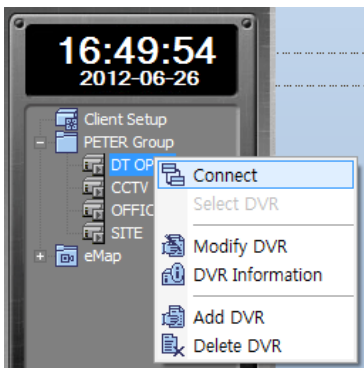 16:49:54
2012-06-26
Client Setup
PETER Group
DT OP
CCTV
OFFIC
SITE
eMap
Connect
Select DVR
Modify DVR
DVR Information
Add DVR
Delete DVR